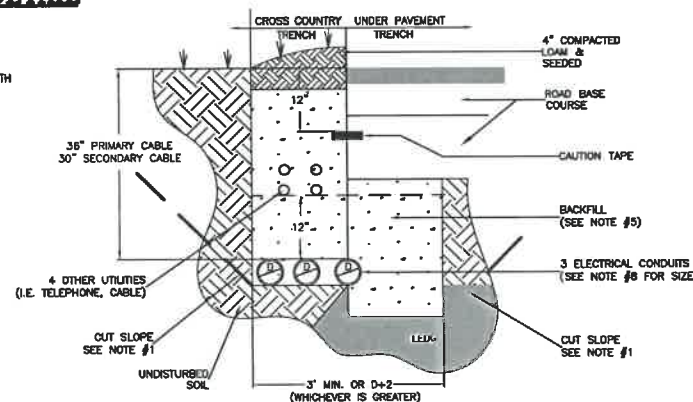 CROSS COUNTRY
TRENCH
UNDER PAVEMENT
TRENCH
4" COMPACTED
LOAM &
SEEDED
TH
ROAD BASE
COURSE
12"
36" PRIMARY CABLE
30" SECONDARY CABLE
CAUTION TAPE
BACKFILL
(SEE NOTE #5)
12"
3 ELECTRICAL CONDUITS
(SEE NOTE #8 FOR SIZE
D D D
4 OTHER UTILITIES
(I.E. TELEPHONE, CABLE)
LEDG
CUT SLOPE
SEE NOTE #1
CUT SLOPE
SEE NOTE #1
UNDISTURBED
SOIL
3' MIN. OR D+2
(WHICHEVER IS GREATER)